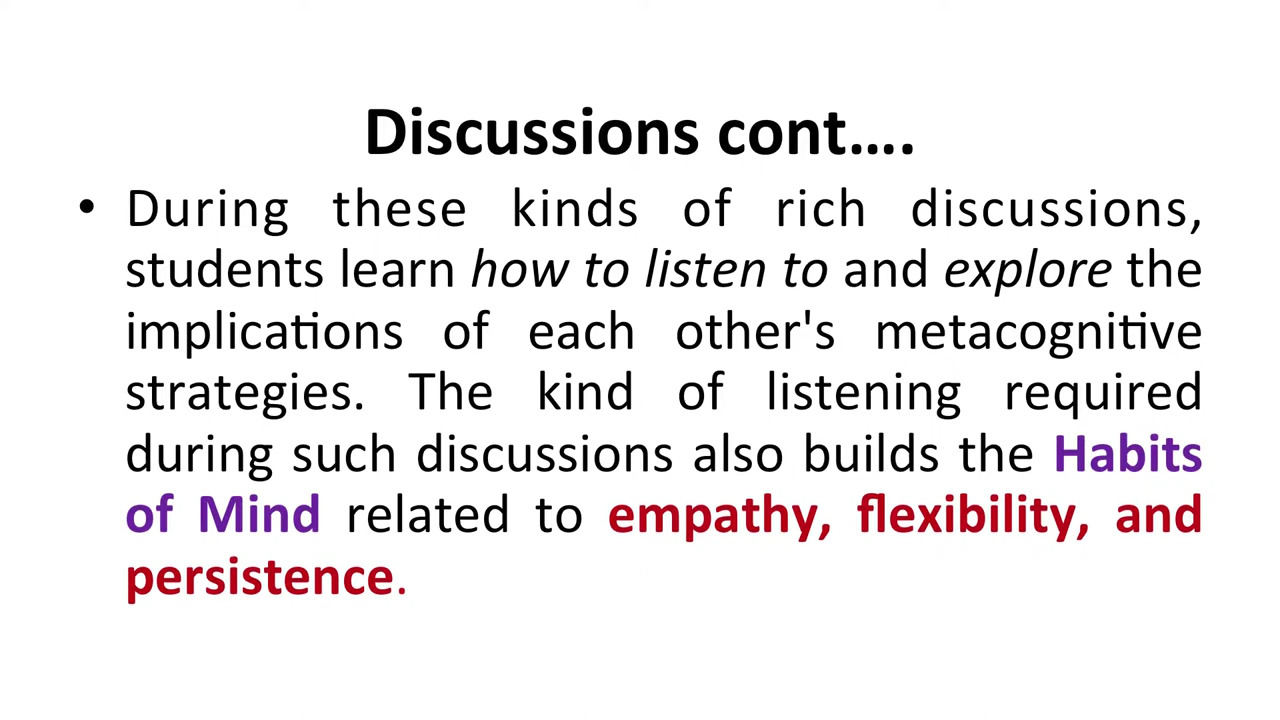 Discussions cont….
• During these kinds of rich discussions,
students learn how to listen to and explore the
implications of each other's metacognitive
strategies. The kind of listening required
during such discussions also builds the Habits
of Mind related to empathy, flexibility, and
persistence.